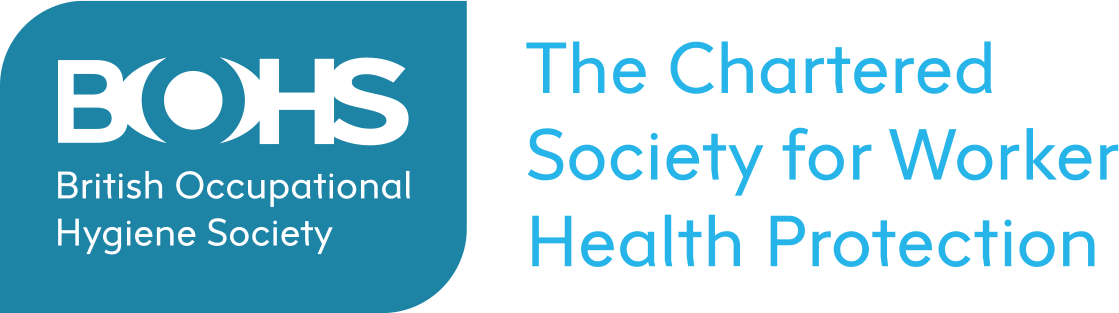 BOHS
British Occupational
Hygiene Society
The Chartered
Society for Worker
Health Protection